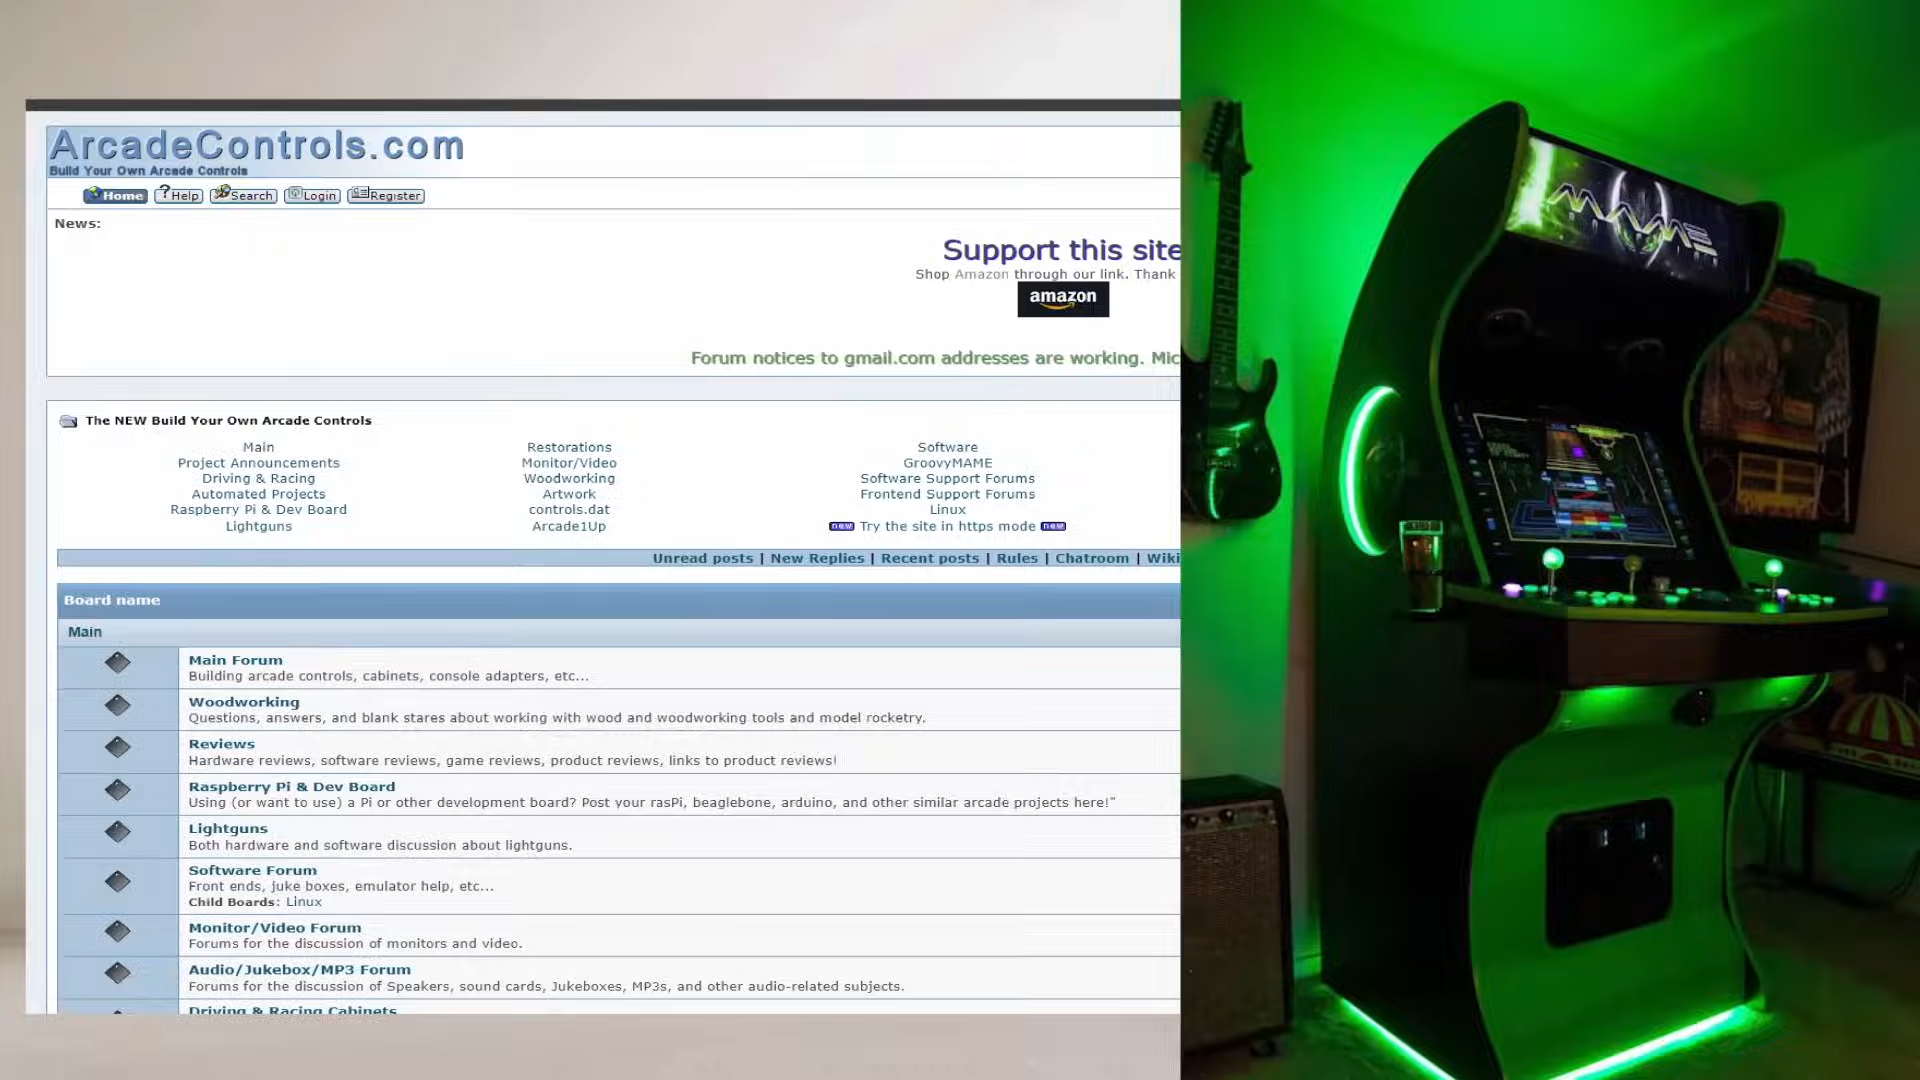 ArcadeControls.com
Build Your Own Arcade Controls
Home Help Search Login Register
News:
Support this site
Shop Amazon through our link. Thank
amazon
Forum notices to gmail.com addresses are working. Mic
The NEW Build Your Own Arcade Controls
Main Restorations Software
Project Announcements Monitor/Video GroovyMAME
Driving & Racing Woodworking Software Support Forums
Automated Projects Artwork Frontend Support Forums
Raspberry Pi & Dev Board controls.dat Linux
Lightguns Arcade1Up new Try the site in https mode new
Unread posts | New Replies | Recent posts | Rules | Chatroom | Wiki
Board name
Main
Main Forum
Building arcade controls, cabinets, console adapters, etc...
Woodworking
Questions, answers, and blank stares about working with wood and woodworking tools and model rocketry.
Reviews
Hardware reviews, software reviews, game reviews, product reviews, links to product reviews!
Raspberry Pi & Dev Board
Using (or want to use) a Pi or other development board? Post your rasPi, beaglebone, arduino, and other similar arcade projects here!"
Lightguns
Both hardware and software discussion about lightguns.
Software Forum
Front ends, juke boxes, emulator help, etc...
Child Boards: Linux
Monitor/Video Forum
Forums for the discussion of monitors and video.
Audio/Jukebox/MP3 Forum
Forums for the discussion of Speakers, sound cards, Jukeboxes, MP3s, and other audio-related subjects.
Driving & Racing Cabinets
MAME